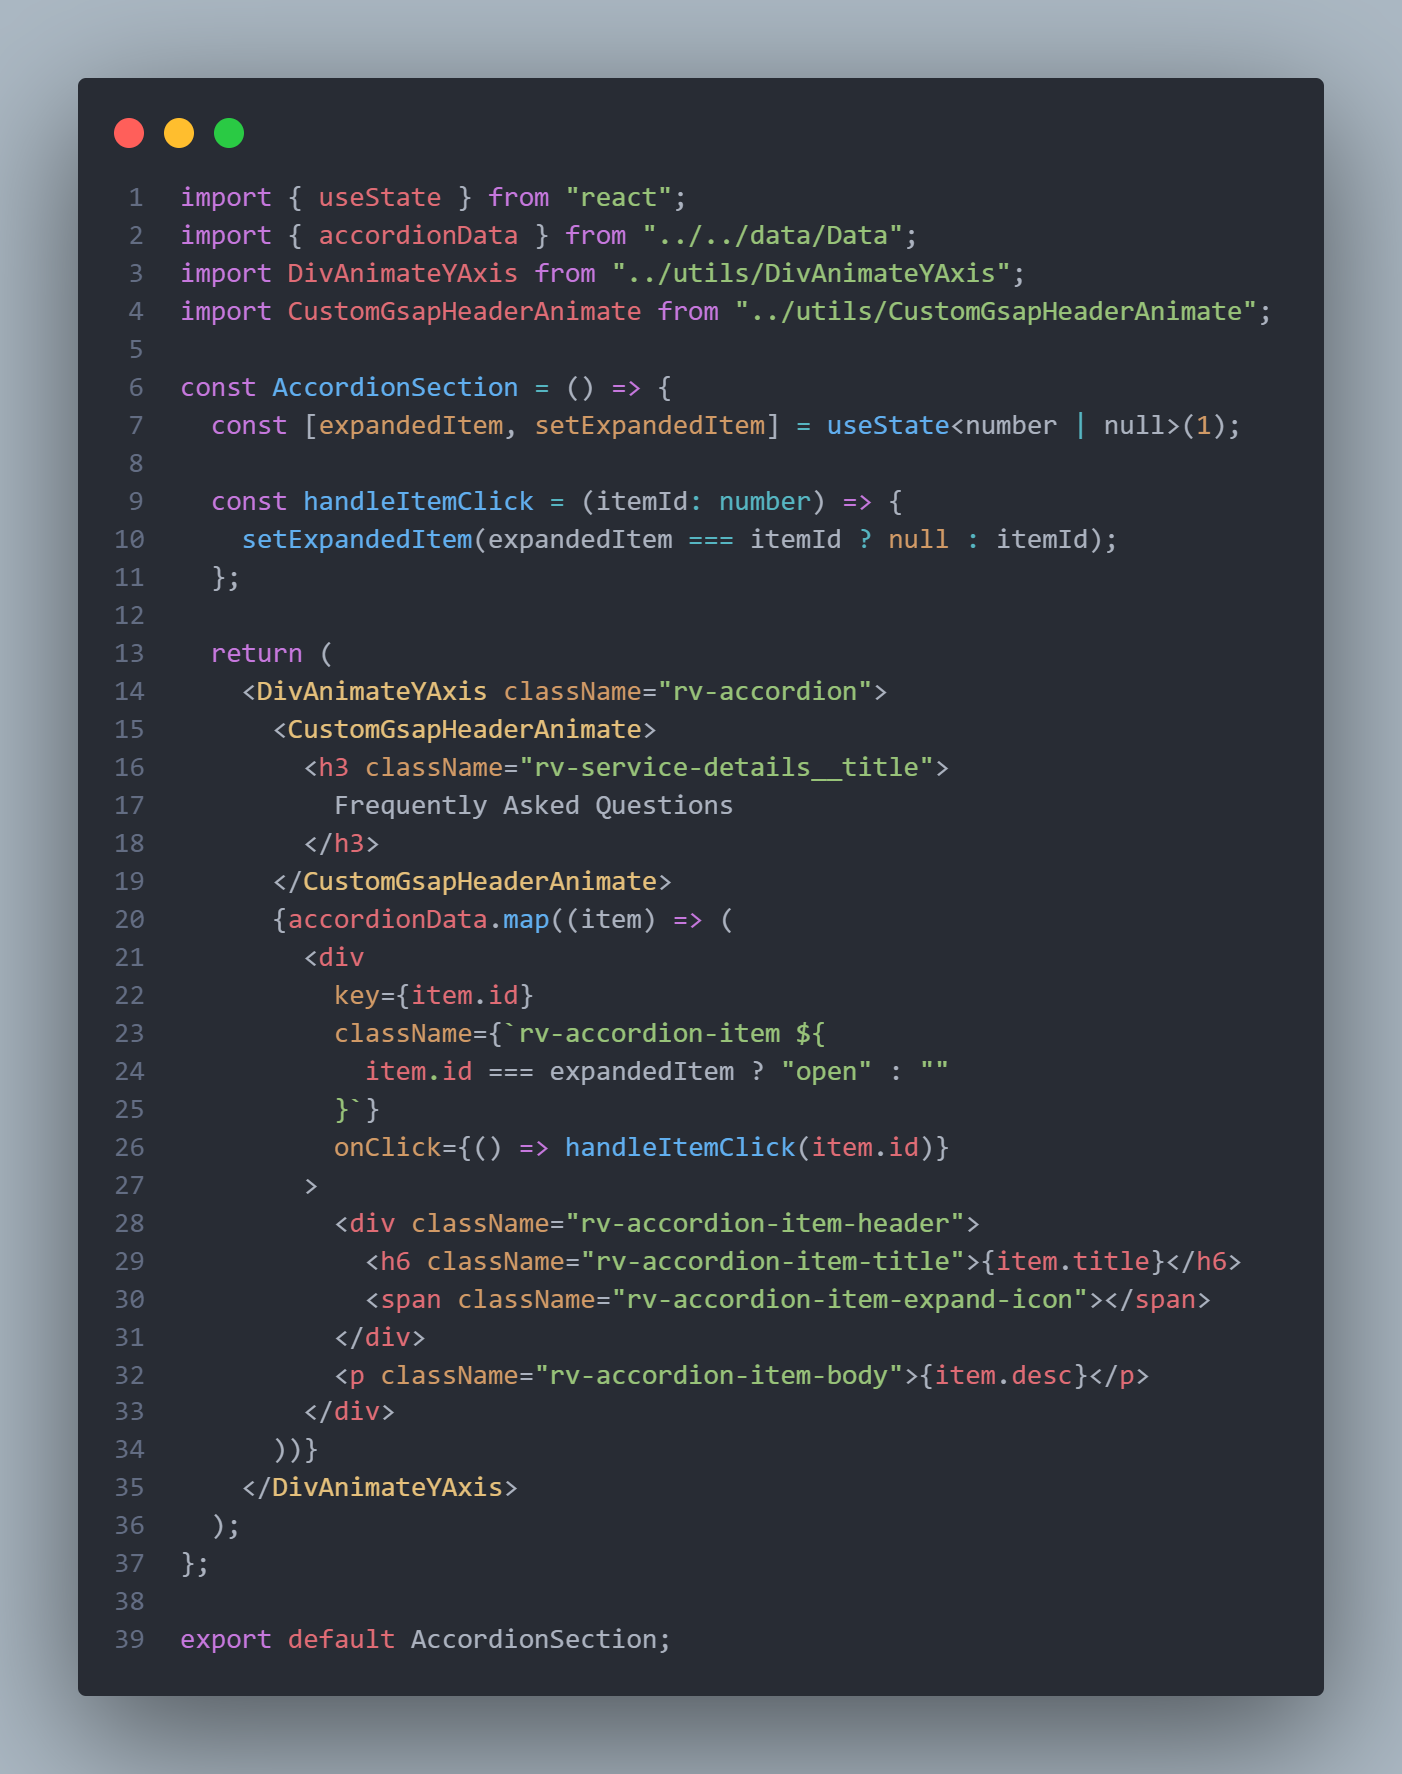 1 import { useState } from "react";
2 import { accordionData } from "../../data/Data";
3 import DivAnimateYAxis from "../utils/DivAnimateYAxis";
4 import CustomGsapHeaderAnimate from "../utils/CustomGsapHeaderAnimate";
5
6 const AccordionSection = () => {
7   const [expandedItem, setExpandedItem] = useState<number | null>(1);
8
9   const handleItemClick = (itemId: number) => {
10     setExpandedItem(expandedItem === itemId ? null : itemId);
11   };
12
13   return (
14     <DivAnimateYAxis className="rv-accordion">
15       <CustomGsapHeaderAnimate>
16         <h3 className="rv-service-details__title">
17           Frequently Asked Questions
18         </h3>
19       </CustomGsapHeaderAnimate>
20       {accordionData.map((item) => (
21         <div
22           key={item.id}
23           className={`rv-accordion-item ${
24             item.id === expandedItem ? "open" : ""
25           }`}
26           onClick={() => handleItemClick(item.id)}
27         >
28           <div className="rv-accordion-item-header">
29             <h6 className="rv-accordion-item-title">{item.title}</h6>
30             <span className="rv-accordion-item-expand-icon"></span>
31           </div>
32           <p className="rv-accordion-item-body">{item.desc}</p>
33         </div>
34       ))}
35     </DivAnimateYAxis>
36   );
37 };
38
39 export default AccordionSection;